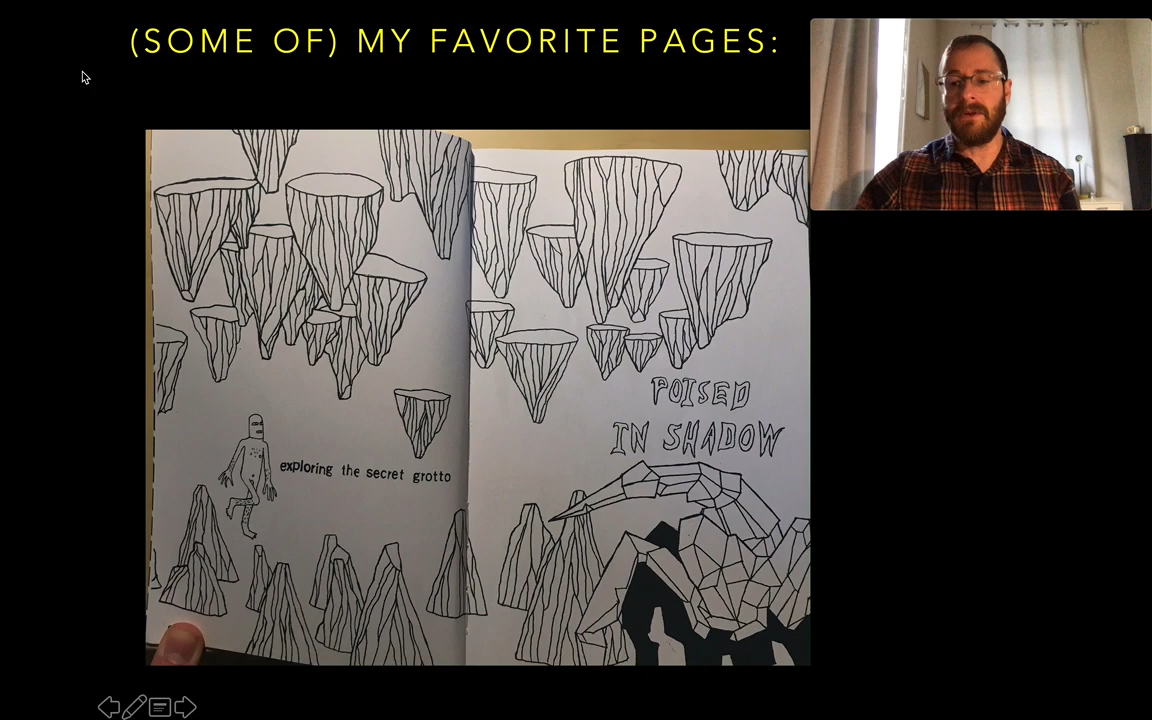 (SOME OF) MY FAVORITE PAGES:
exploring the secret grotto
POISED
IN SHADOW